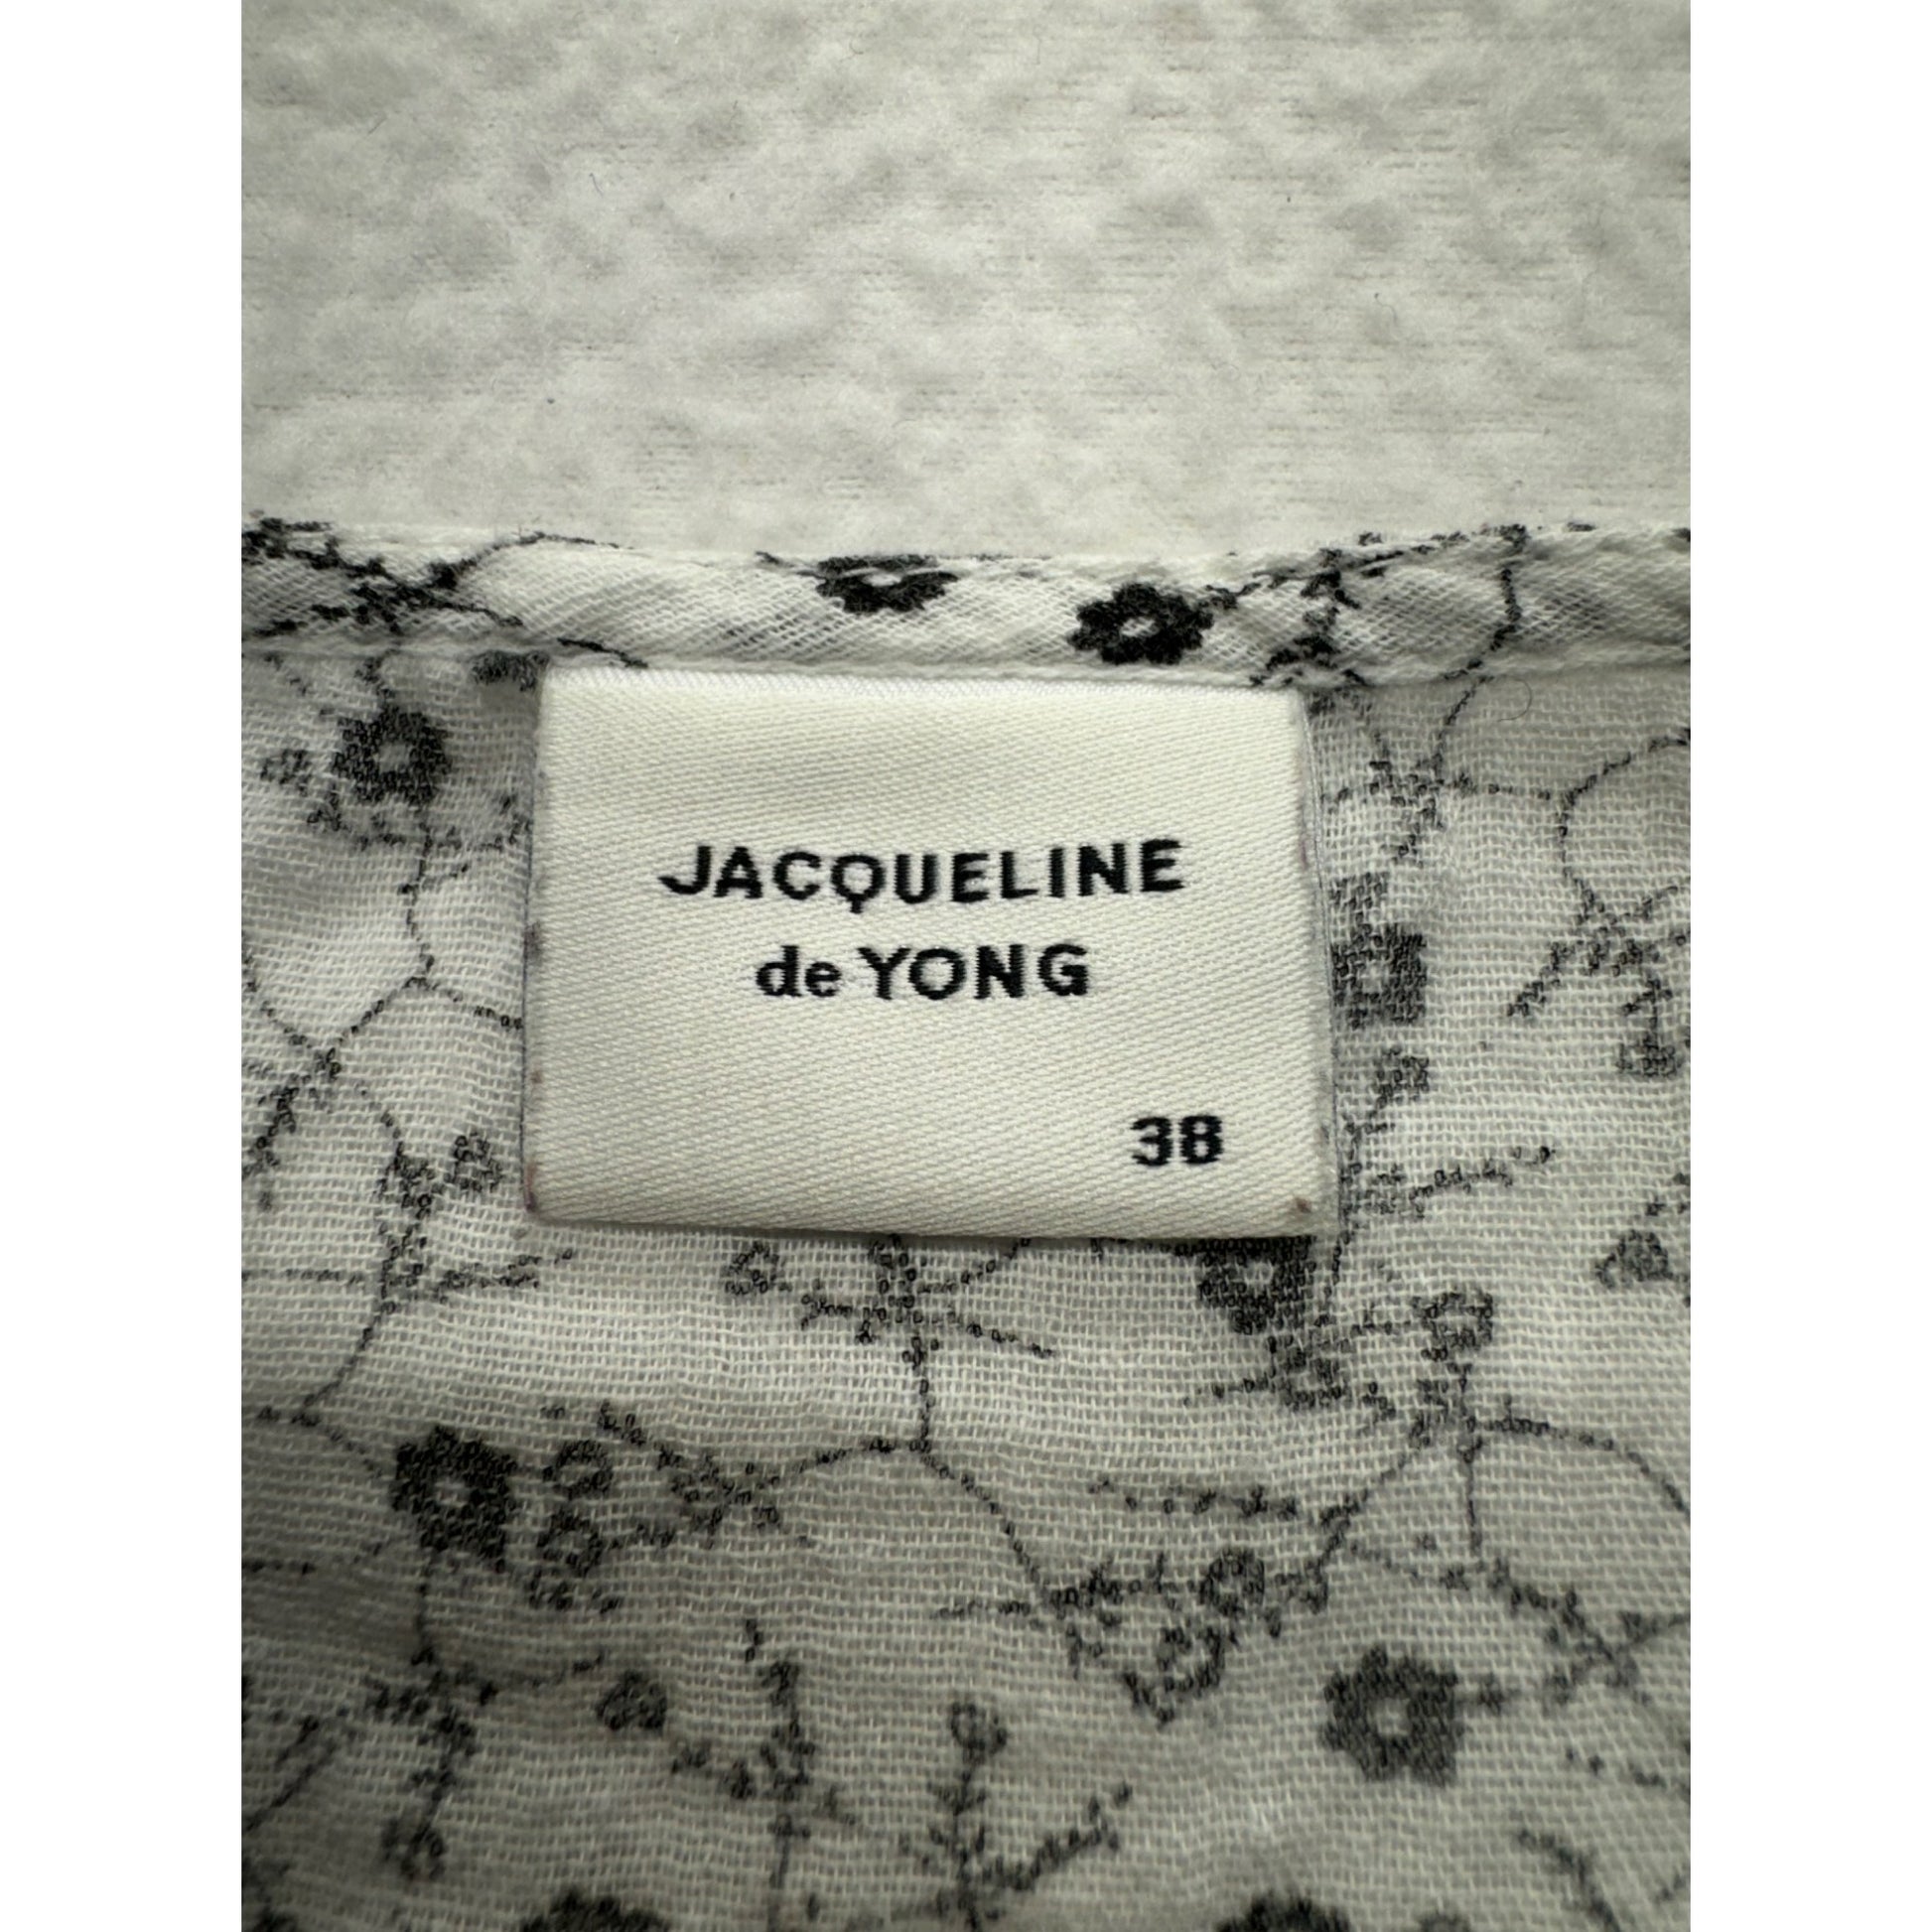 JACQUELINE
de YONG
38